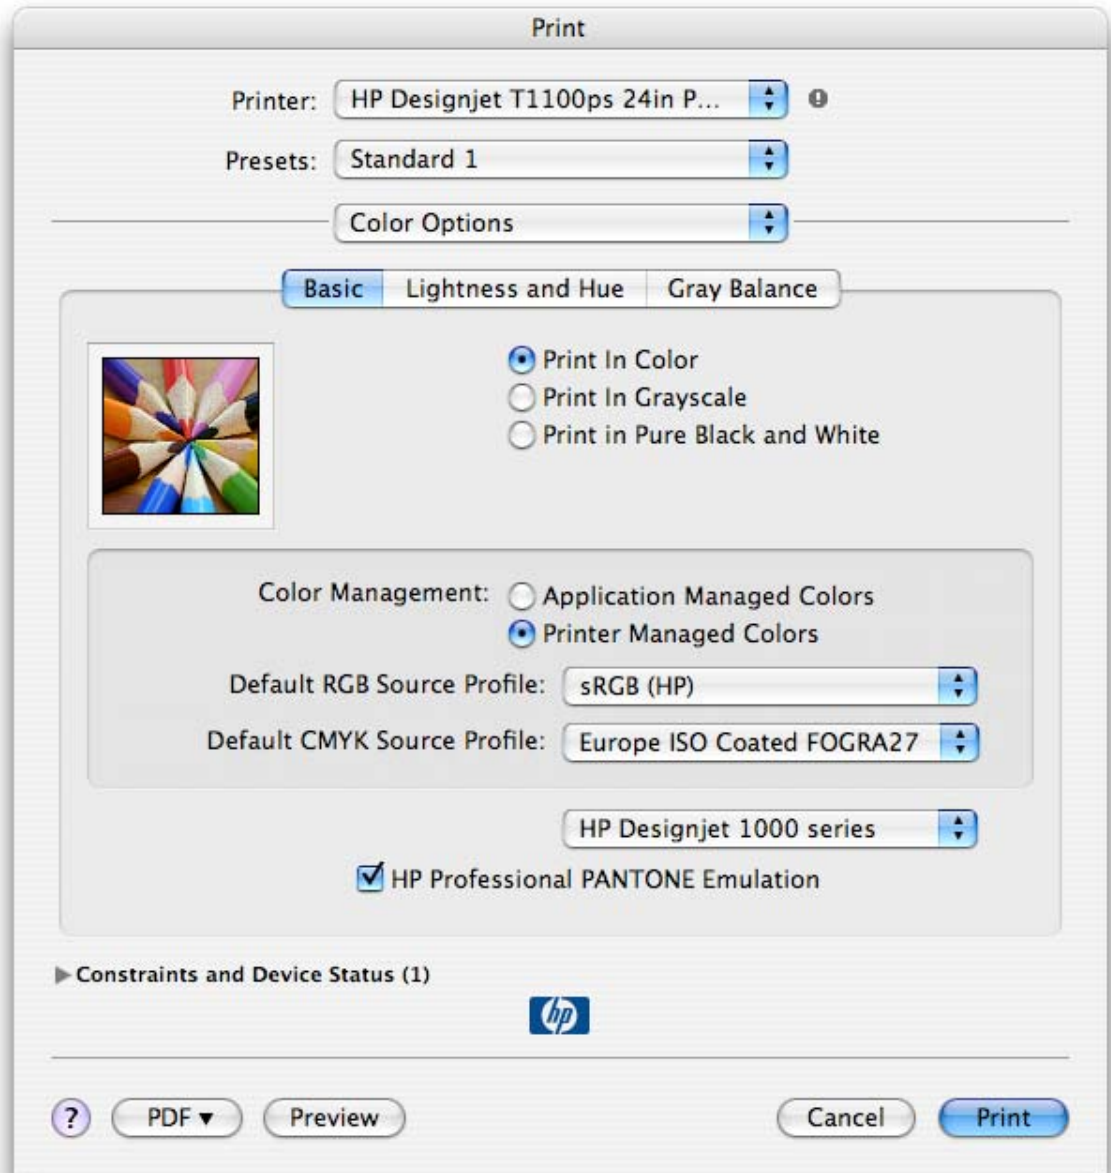 Print
Printer: HP Designjet T1100ps 24in P...
Presets: Standard 1
Color Options
Basic Lightness and Hue Gray Balance
Print In Color
Print In Grayscale
Print in Pure Black and White
Color Management: Application Managed Colors
Printer Managed Colors
Default RGB Source Profile: sRGB (HP)
Default CMYK Source Profile: Europe ISO Coated FOGRA27
HP Designjet 1000 series
HP Professional PANTONE Emulation
Constraints and Device Status (1)
hp
? PDF ▼ Preview Cancel Print